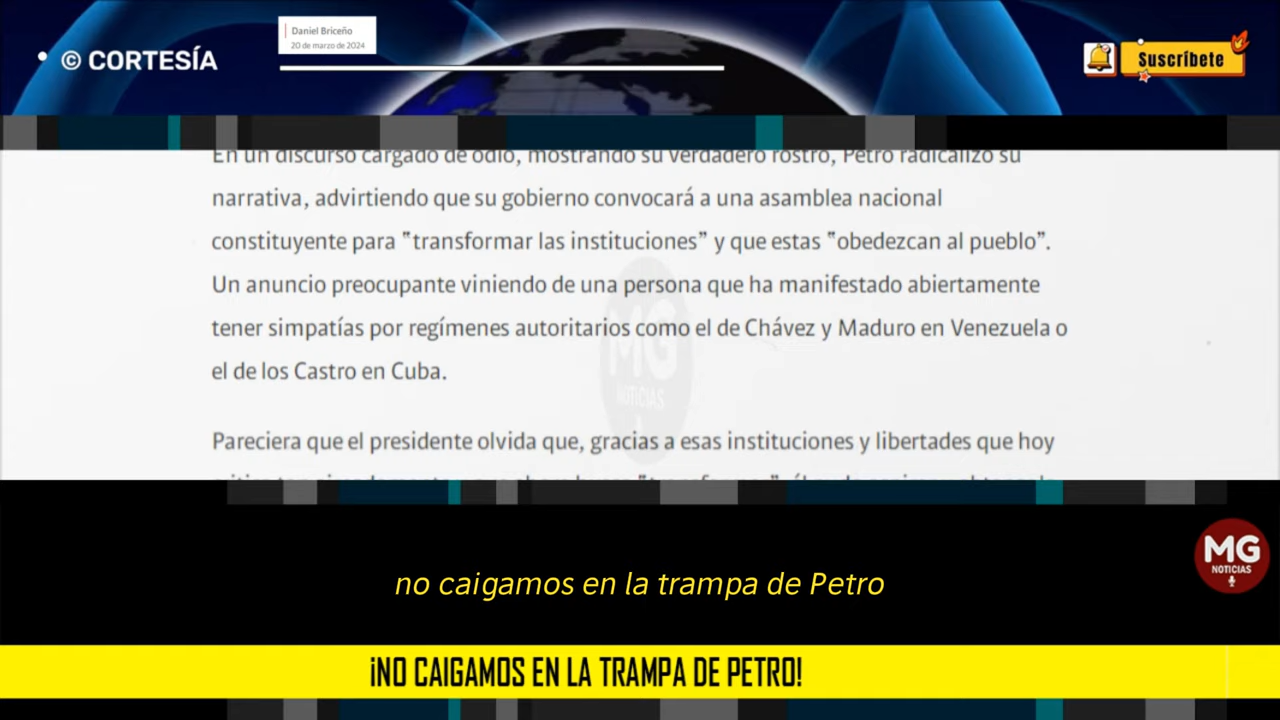 Daniel Briceño
20 de marzo de 2024
© CORTESÍA
Suscríbete
En un discurso cargado de odio, mostrando su verdadero rostro, Petro radicalizó su
narrativa, advirtiendo que su gobierno convocará a una asamblea nacional
constituyente para "transformar las instituciones” y que estas "obedezcan al pueblo”.
Un anuncio preocupante viniendo de una persona que ha manifestado abiertamente
tener simpatías por regímenes autoritarios como el de Chávez y Maduro en Venezuela o
el de los Castro en Cuba.
MG
NOTICIAS
Pareciera que el presidente olvida que, gracias a esas instituciones y libertades que hoy
MG
NOTICIAS
no caigamos en la trampa de Petro
¡NO CAIGAMOS EN LA TRAMPA DE PETRO!